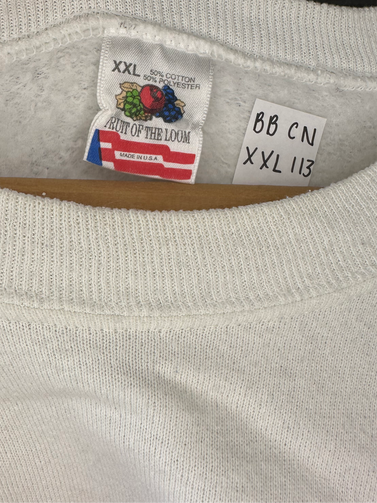 XXL
50% COTTON
50% POLYESTER
FRUIT OF THE LOOM
MADE IN U.S.A.
BB CN
XXL 113